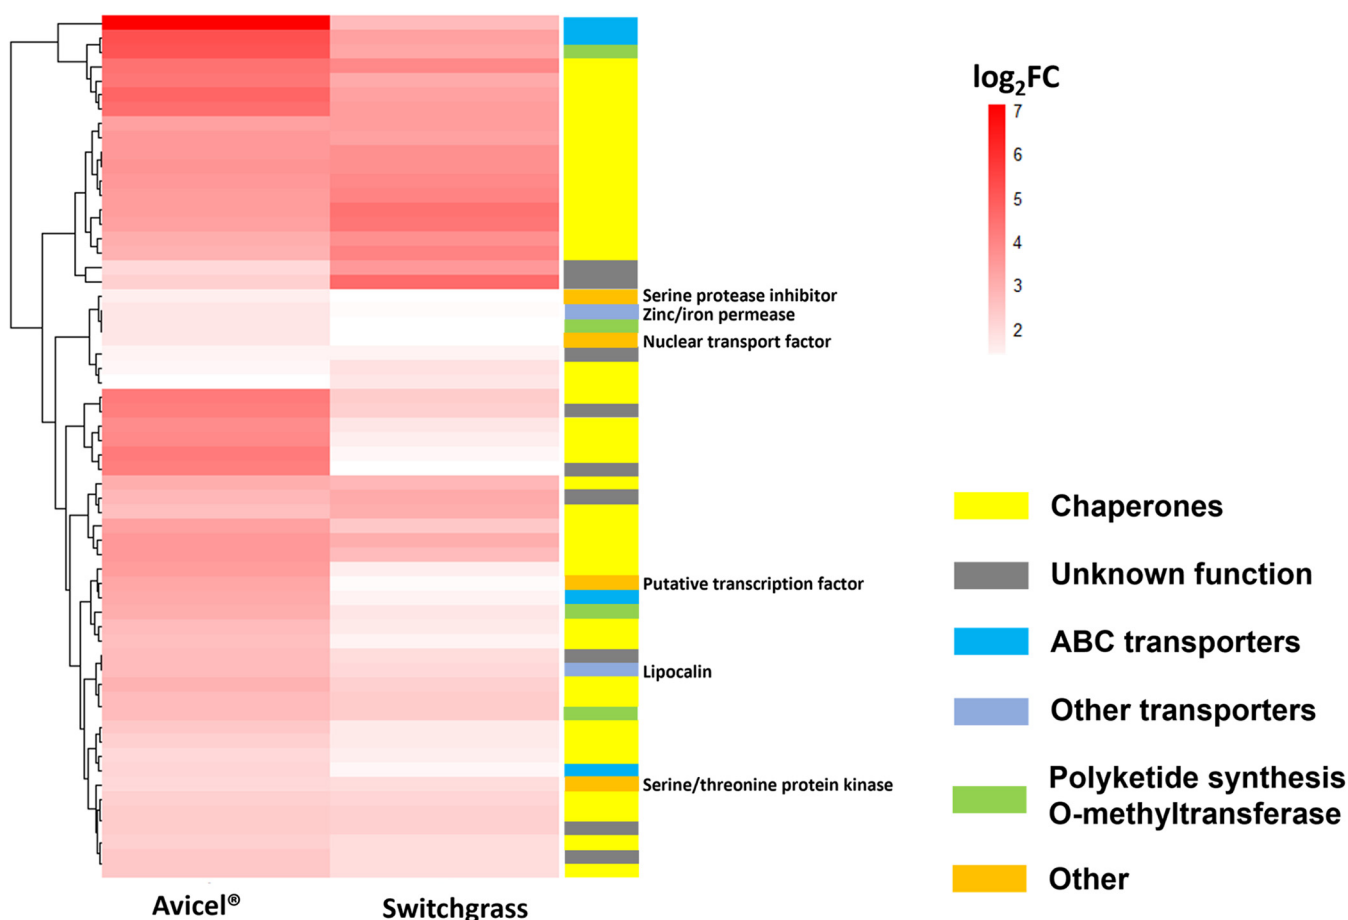 log₂FC
7
6
5
4
3
2
Serine protease inhibitor
Zinc/iron permease
Nuclear transport factor
Putative transcription factor
Lipocalin
Serine/threonine protein kinase
Chaperones
Unknown function
ABC transporters
Other transporters
Polyketide synthesis
O-methyltransferase
Other
Avicel®
Switchgrass